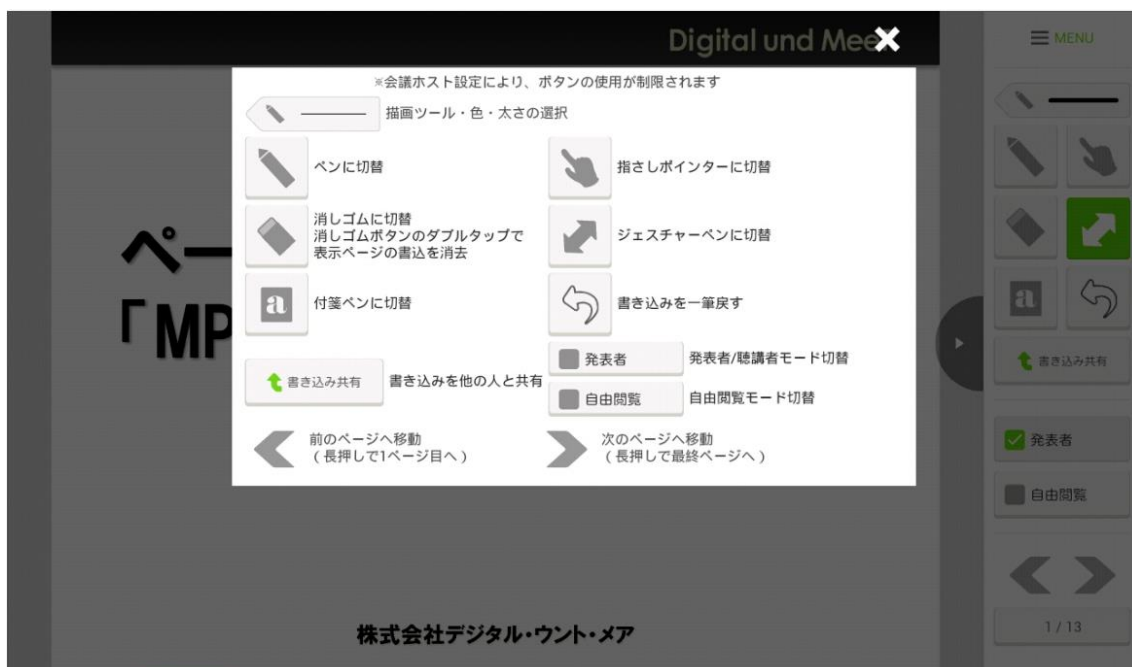 Digital und Mee
MENU
※会議ホスト設定により、ボタンの使用が制限されます
描画ツール・色・太さの選択
ペンに切替
指さしポインターに切替
消しゴムに切替
消しゴムボタンのダブルタップで
表示ページの書込を消去
ジェスチャーペンに切替
a
付箋ペンに切替
書き込みを一筆戻す
書き込み共有
書き込みを他の人と共有
発表者
発表者/聴講者モード切替
自由閲覧
自由閲覧モード切替
前のページへ移動
(長押しで1ページ目へ)
次のページへ移動
(長押しで最終ページへ)
ペー
「MP
株式会社デジタル・ウント・メア
a
書き込み共有
発表者
自由閲覧
1 / 13